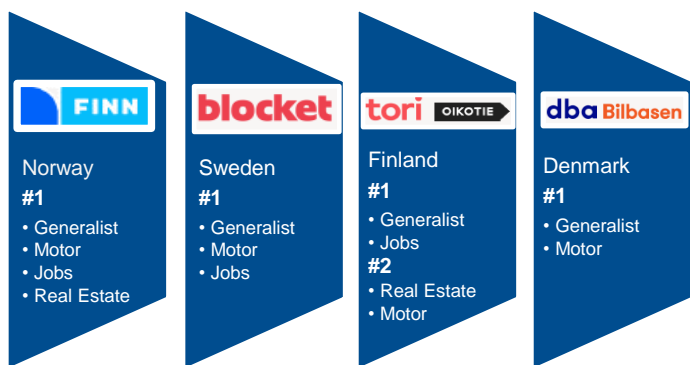 FINN
Norway
#1
• Generalist
• Motor
• Jobs
• Real Estate
blocket
Sweden
#1
• Generalist
• Motor
• Jobs
tori OIKOTIE
Finland
#1
• Generalist
• Jobs
#2
• Real Estate
• Motor
dba Bilbasen
Denmark
#1
• Generalist
• Motor